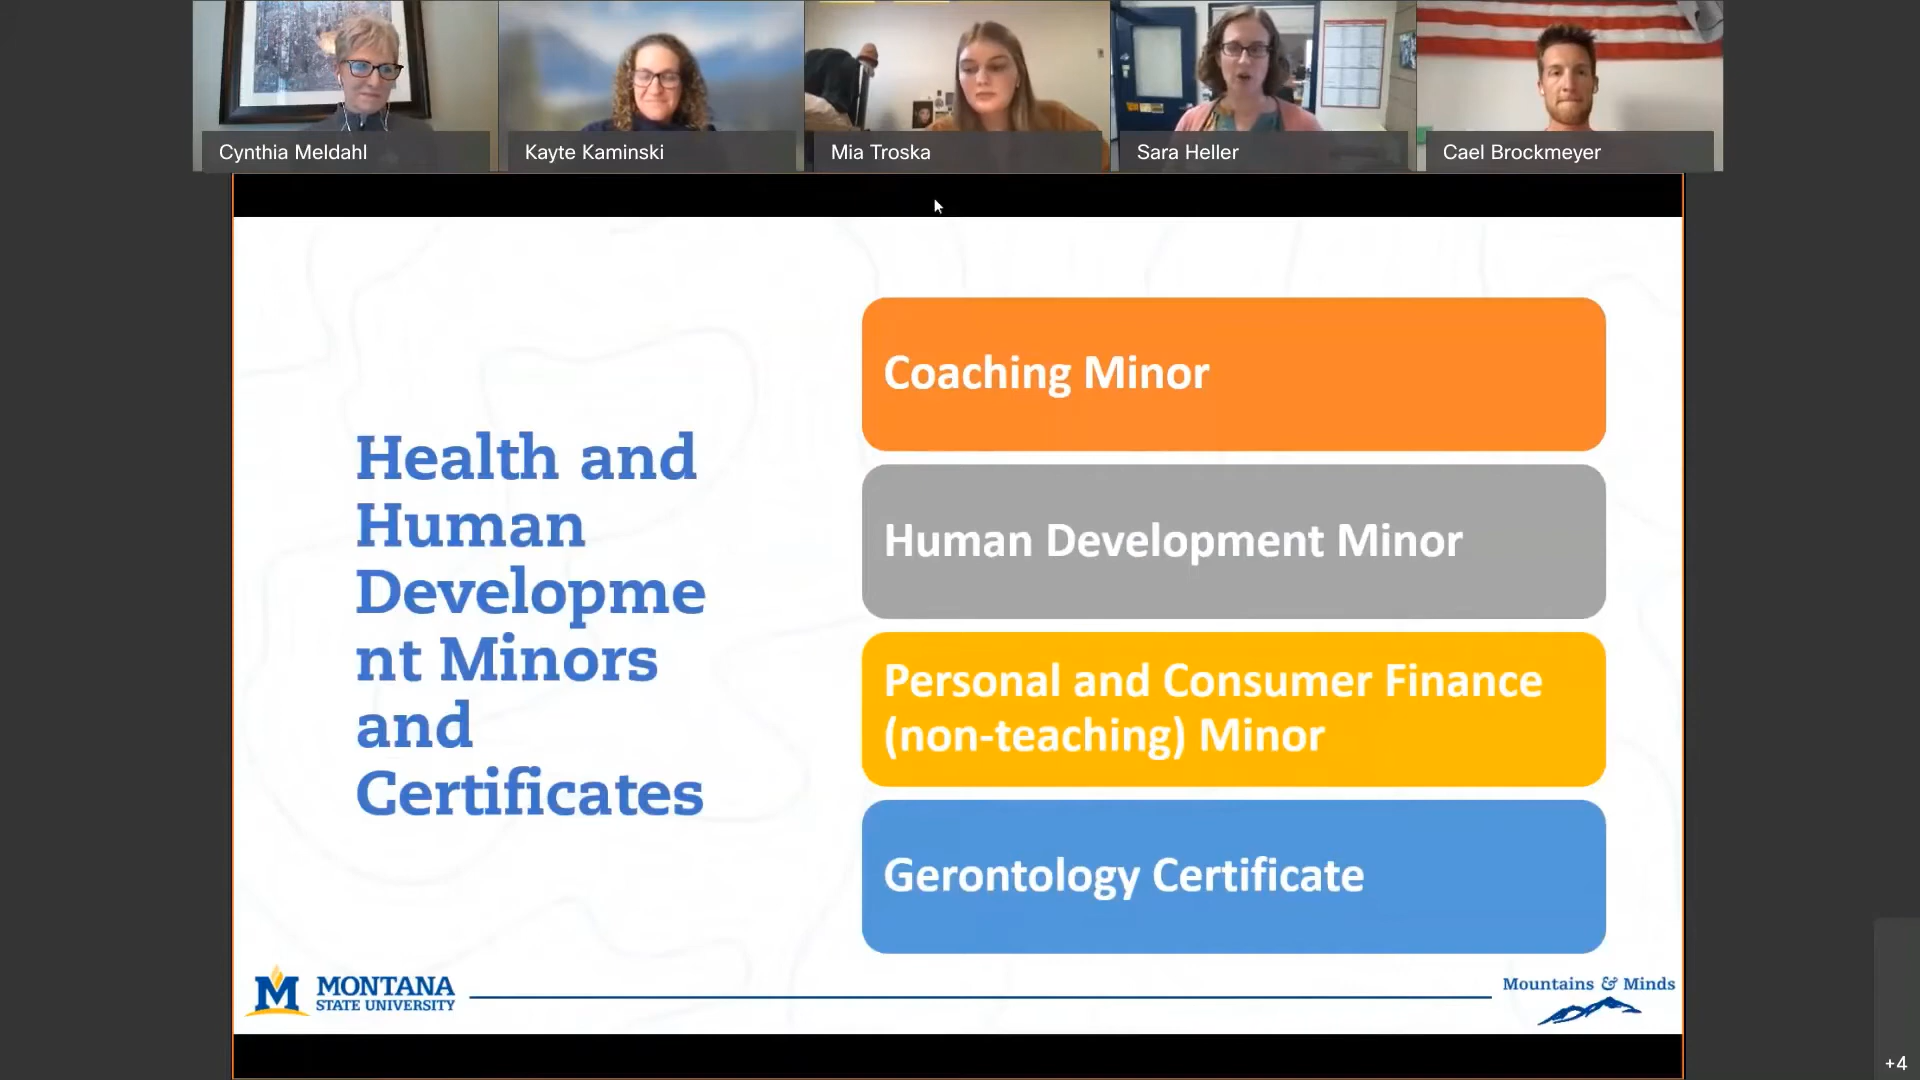 Cynthia Meldahl
Kayte Kaminski
Mia Troska
Sara Heller
Cael Brockmeyer
Health and
Human
Developme
nt Minors
and
Certificates
Coaching Minor
Human Development Minor
Personal and Consumer Finance
(non-teaching) Minor
Gerontology Certificate
M MONTANA
STATE UNIVERSITY
Mountains & Minds
+4